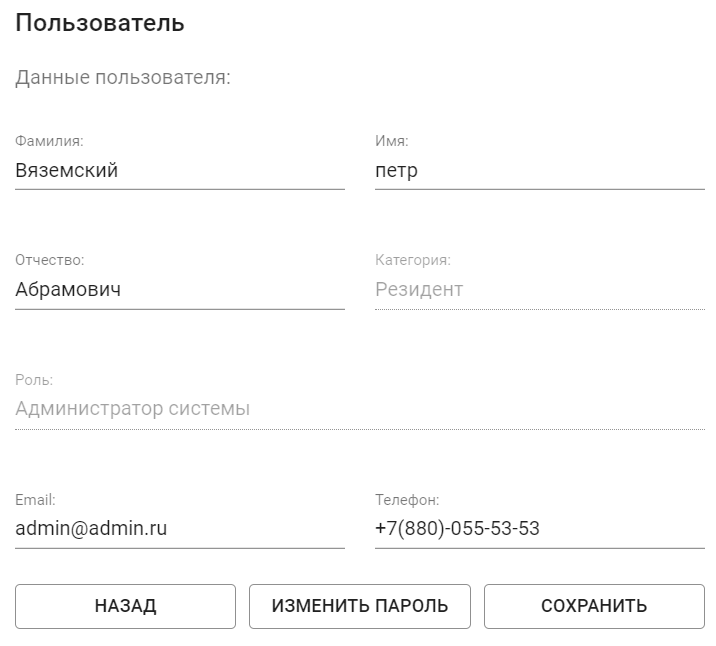 Пользователь
Данные пользователя:
Фамилия: Имя:
Вяземский петр
Отчество: Категория:
Абрамович Резидент
Роль:
Администратор системы
Email: Телефон:
admin@admin.ru +7(880)-055-53-53
НАЗАД ИЗМЕНИТЬ ПАРОЛЬ СОХРАНИТЬ